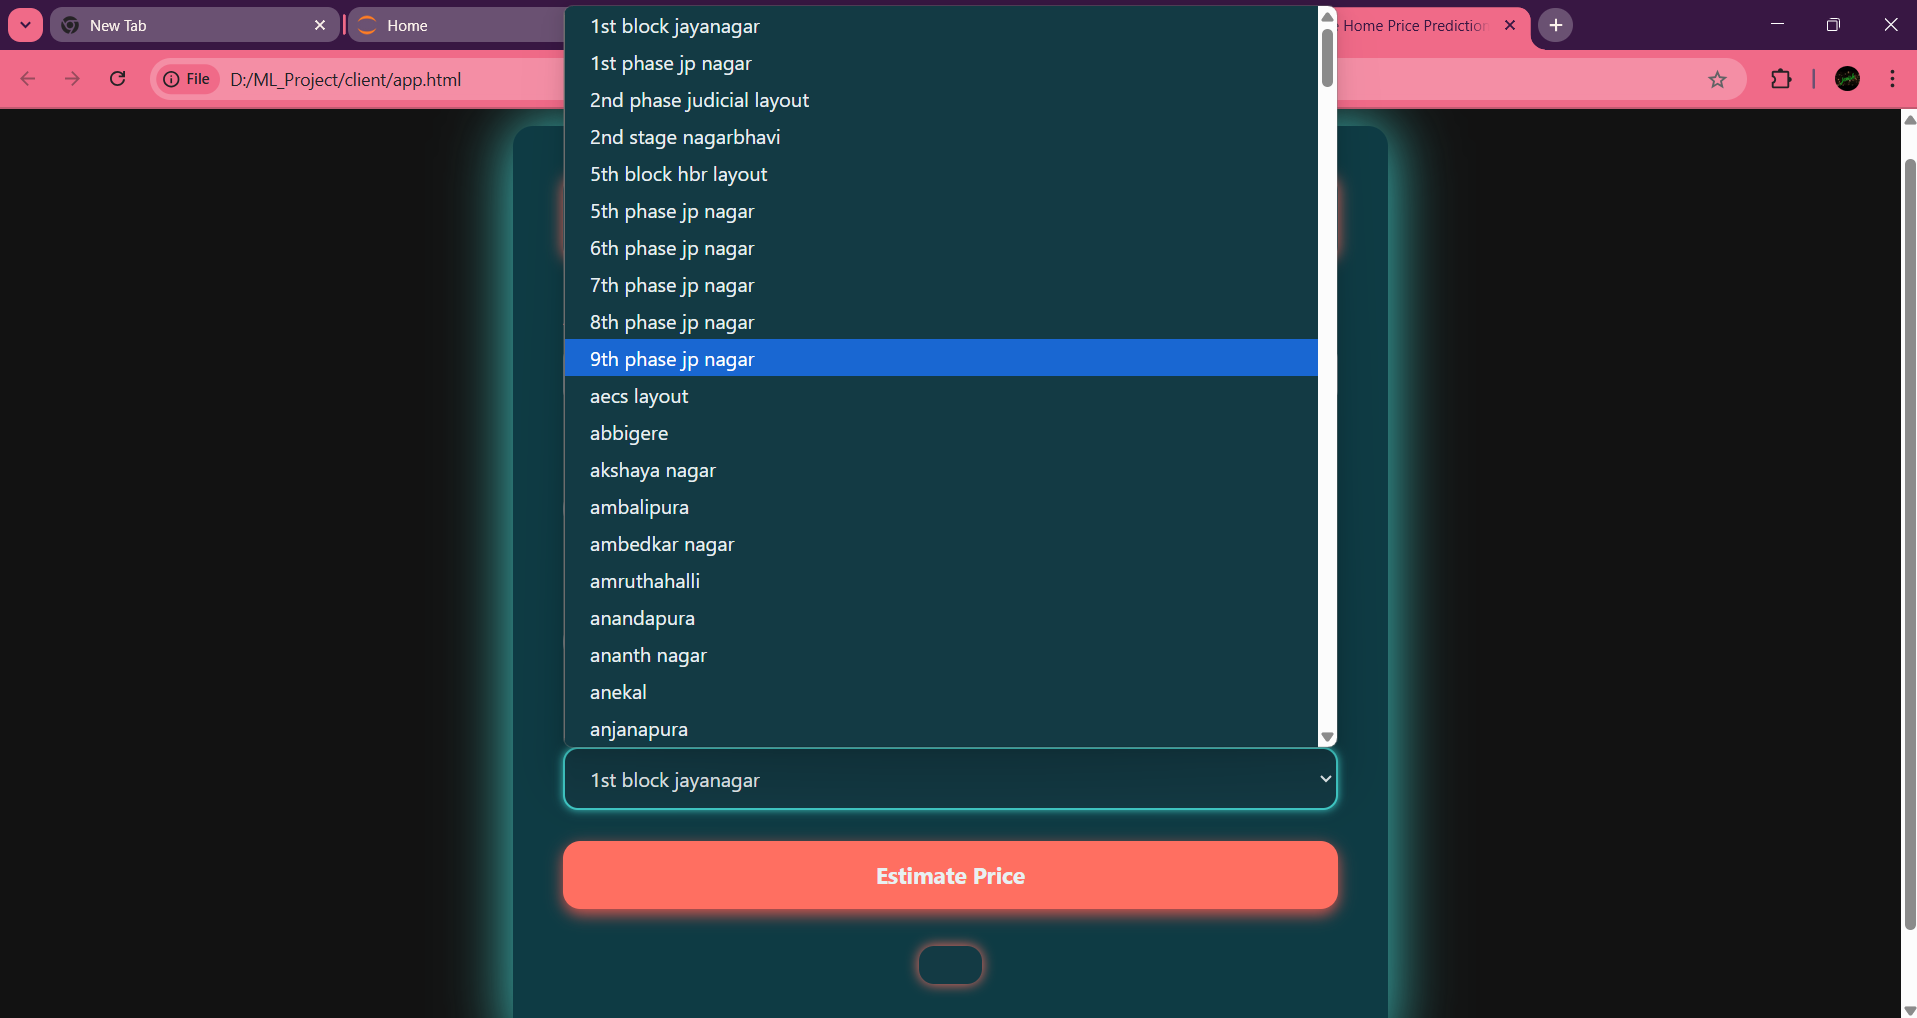 New Tab
Home
Home Price Prediction
File
D:/ML_Project/client/app.html
1st block jayanagar
1st phase jp nagar
2nd phase judicial layout
2nd stage nagarbhavi
5th block hbr layout
5th phase jp nagar
6th phase jp nagar
7th phase jp nagar
8th phase jp nagar
9th phase jp nagar
aecs layout
abbigere
akshaya nagar
ambalipura
ambedkar nagar
amruthahalli
anandapura
ananth nagar
anekal
anjanapura
1st block jayanagar
Estimate Price